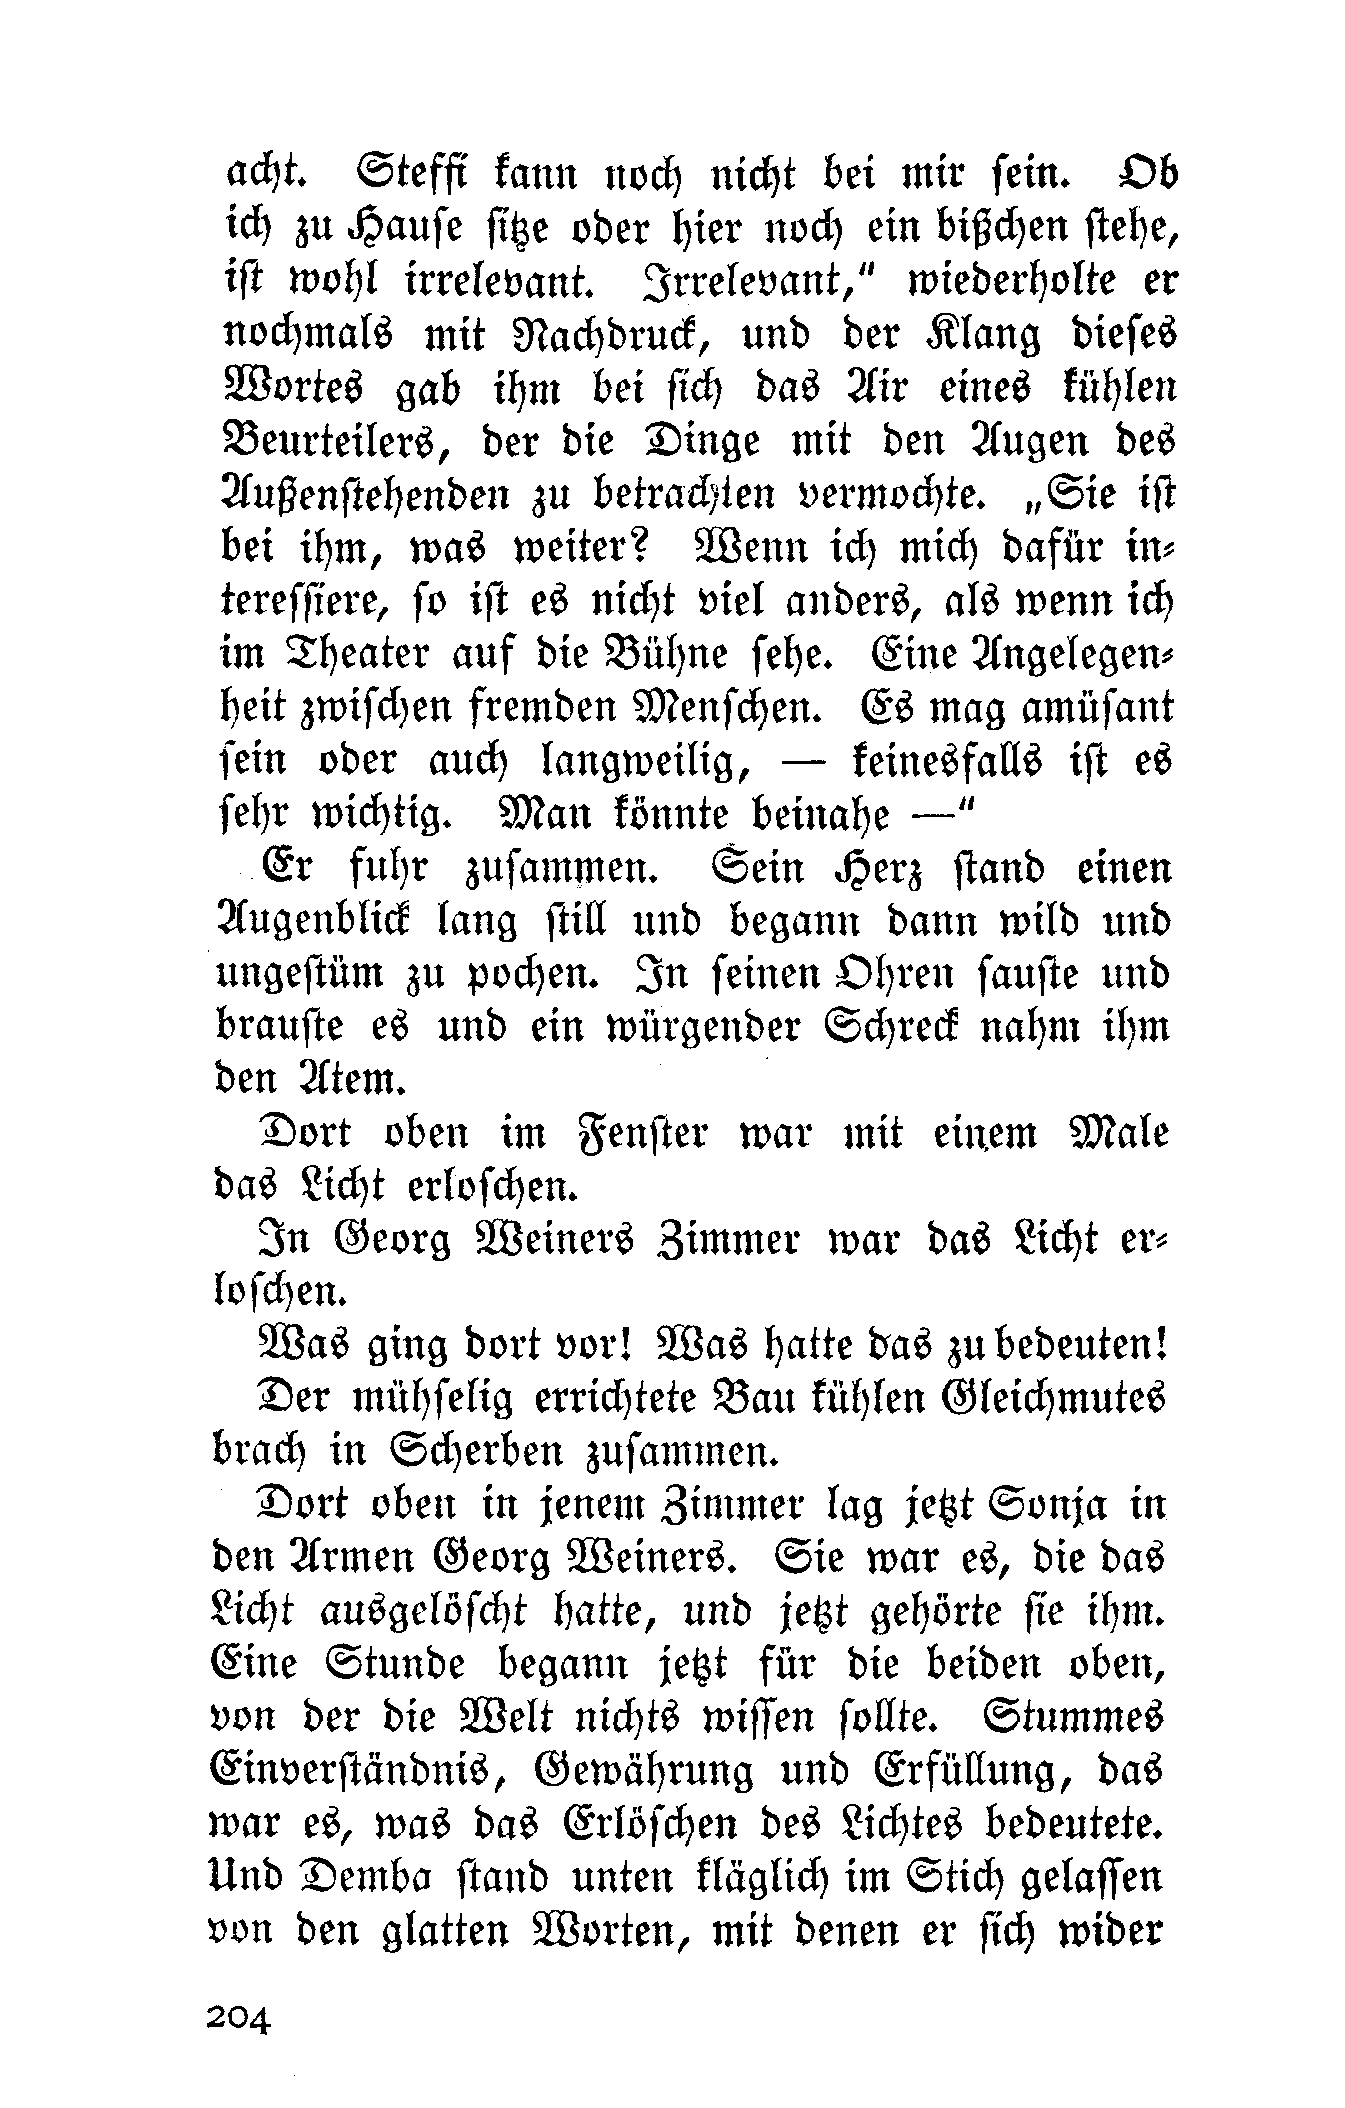 acht. Steffi kann noch nicht bei mir sein. Ob
ich zu Hause sitze oder hier noch ein bißchen stehe,
ist wohl irrelevant. Irrelevant,“ wiederholte er
nochmals mit Nachdruck, und der Klang dieses
Wortes gab ihm bei sich das Air eines kühlen
Beurteilers, der die Dinge mit den Augen des
Außenstehenden zu betrachten vermochte. „Sie ist
bei ihm, was weiter? Wenn ich mich dafür in-
teressiere, so ist es nicht viel anders, als wenn ich
im Theater auf die Bühne sehe. Eine Angelegen-
heit zwischen fremden Menschen. Es mag amüsant
sein oder auch langweilig, — keinesfalls ist es
sehr wichtig. Man könnte beinahe —“
Er fuhr zusammen. Sein Herz stand einen
Augenblick lang still und begann dann wild und
ungestüm zu pochen. In seinen Ohren sauste und
brauste es und ein würgender Schreck nahm ihm
den Atem.
Dort oben im Fenster war mit einem Male
das Licht erloschen.
In Georg Weiners Zimmer war das Licht er-
loschen.
Was ging dort vor! Was hatte das zu bedeuten!
Der mühselig errichtete Bau kühlen Gleichmutes
brach in Scherben zusammen.
Dort oben in jenem Zimmer lag jetzt Sonja in
den Armen Georg Weiners. Sie war es, die das
Licht ausgelöscht hatte, und jetzt gehörte sie ihm.
Eine Stunde begann jetzt für die beiden oben,
von der die Welt nichts wissen sollte. Stummes
Einverständnis, Gewährung und Erfüllung, das
war es, was das Erlöschen des Lichtes bedeutete.
Und Demba stand unten kläglich im Stich gelassen
von den glatten Worten, mit denen er sich wider
204